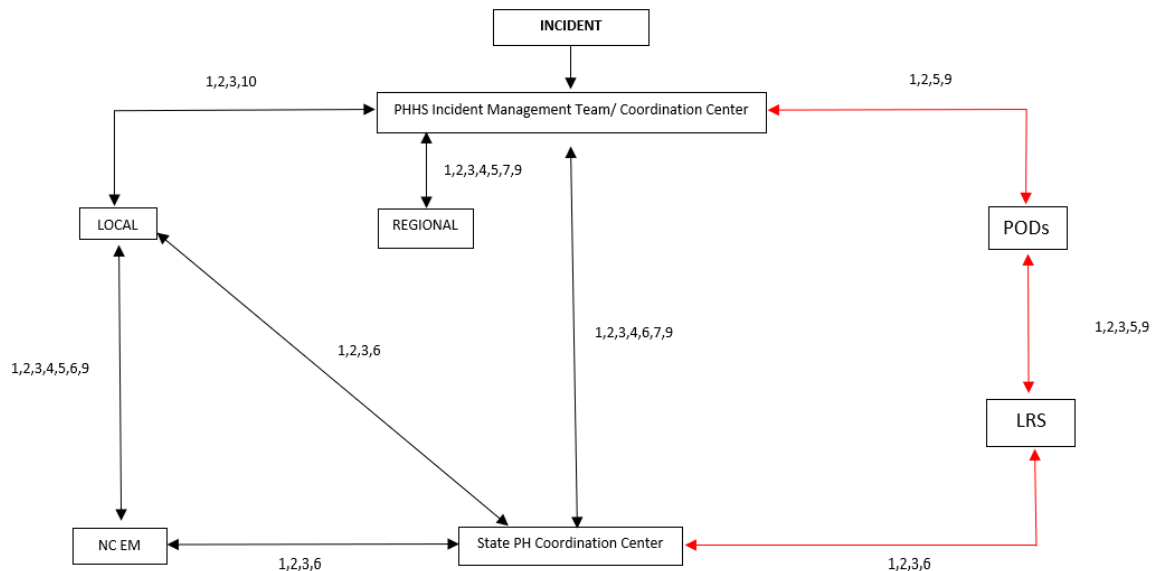 INCIDENT
1,2,3,10
1,2,5,9
PHHS Incident Management Team/ Coordination Center
1,2,3,4,5,7,9
LOCAL
REGIONAL
PODs
1,2,3,5,9
1,2,3,6
1,2,3,4,6,7,9
1,2,3,4,5,6,9
LRS
NC EM
State PH Coordination Center
1,2,3,6
1,2,3,6